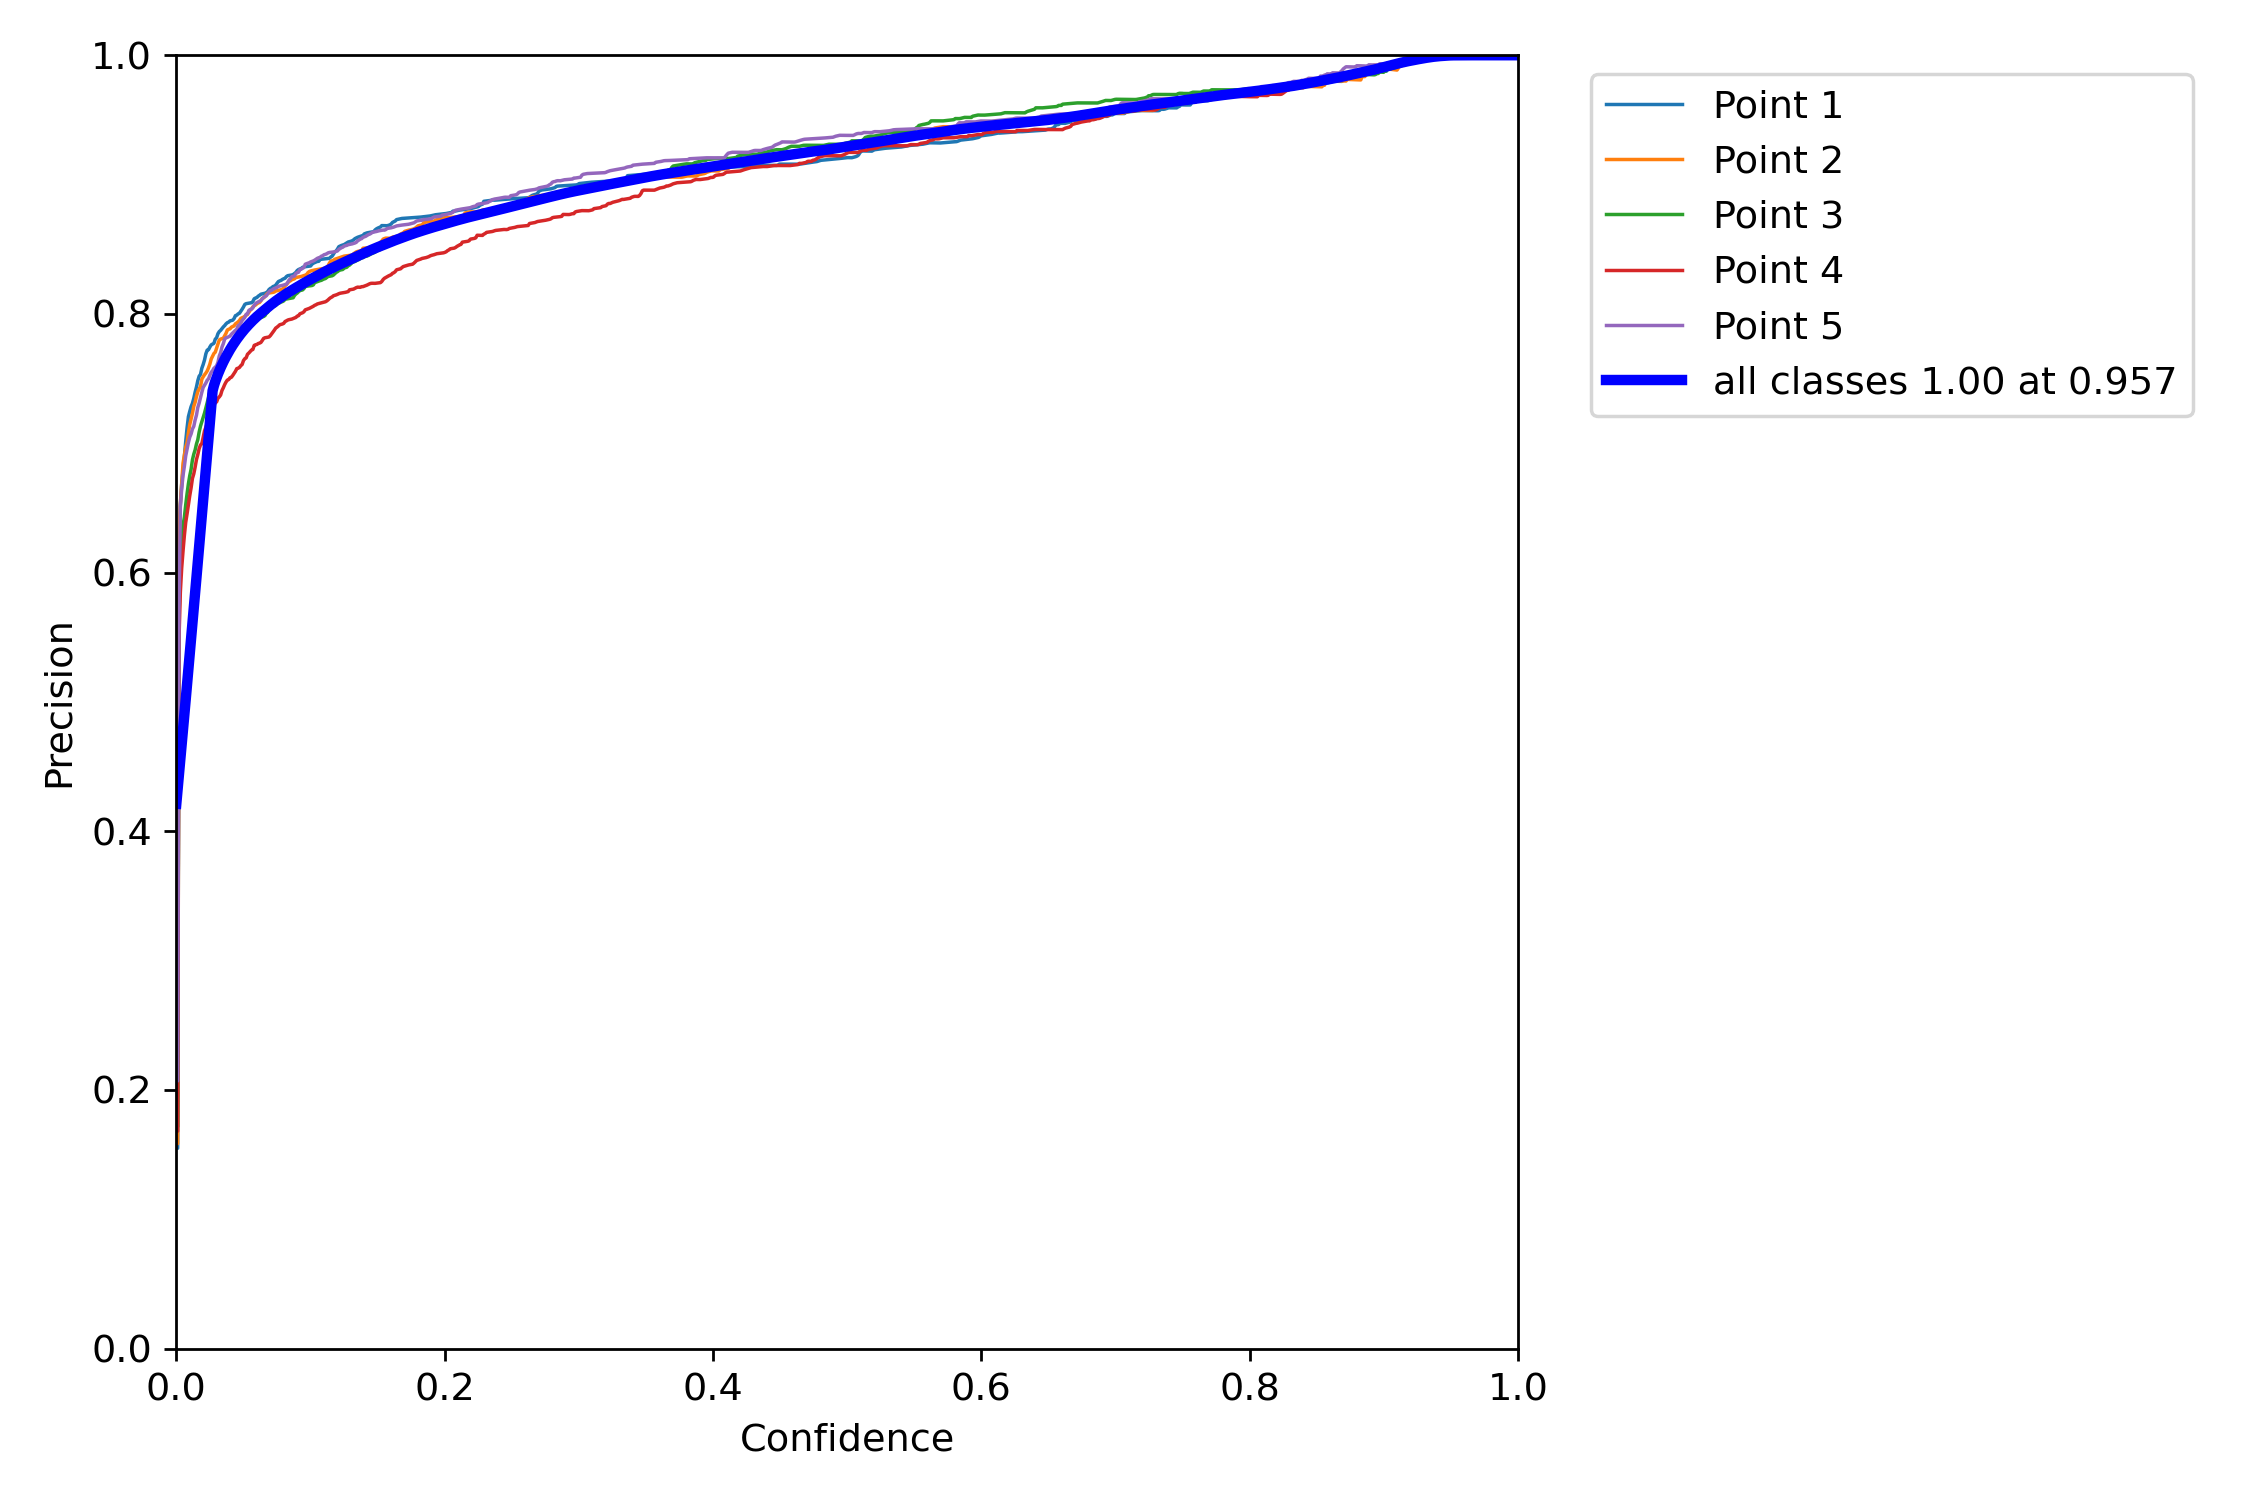 1.0
0.8
0.6
0.4
0.2
0.0
Precision
0.0 0.2 0.4 0.6 0.8 1.0
Confidence
Point 1
Point 2
Point 3
Point 4
Point 5
all classes 1.00 at 0.957